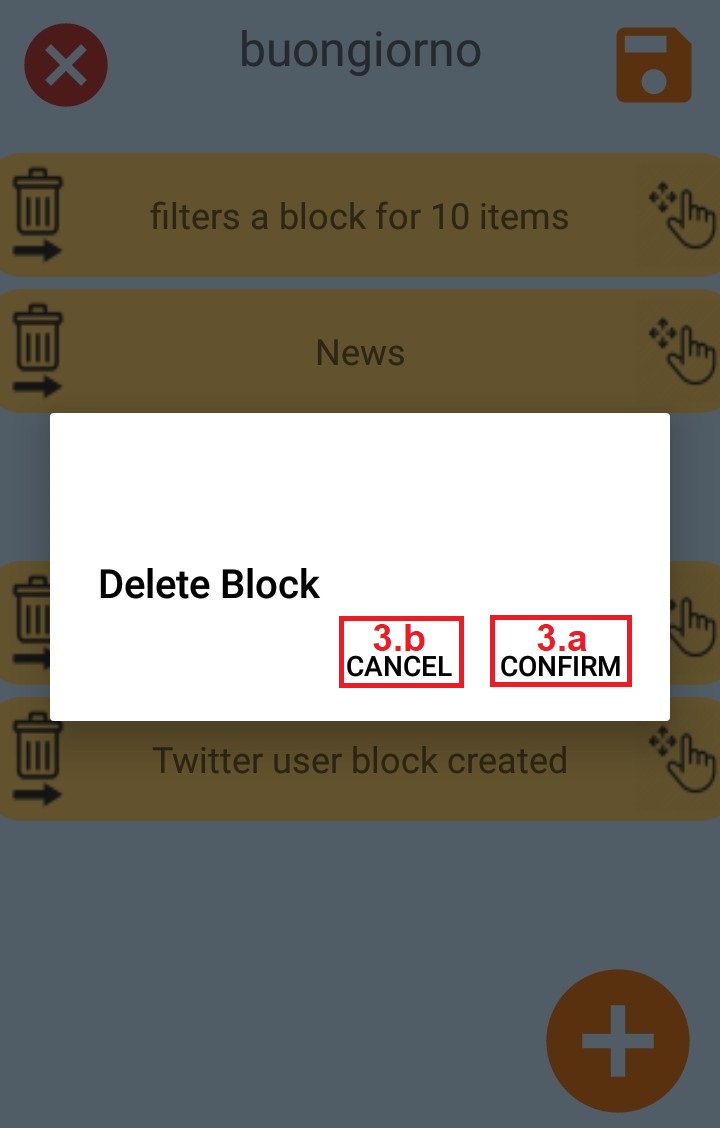 buongiorno
filters a block for 10 items
News
Delete Block
3.b 3.a
CANCEL CONFIRM
Twitter user block created